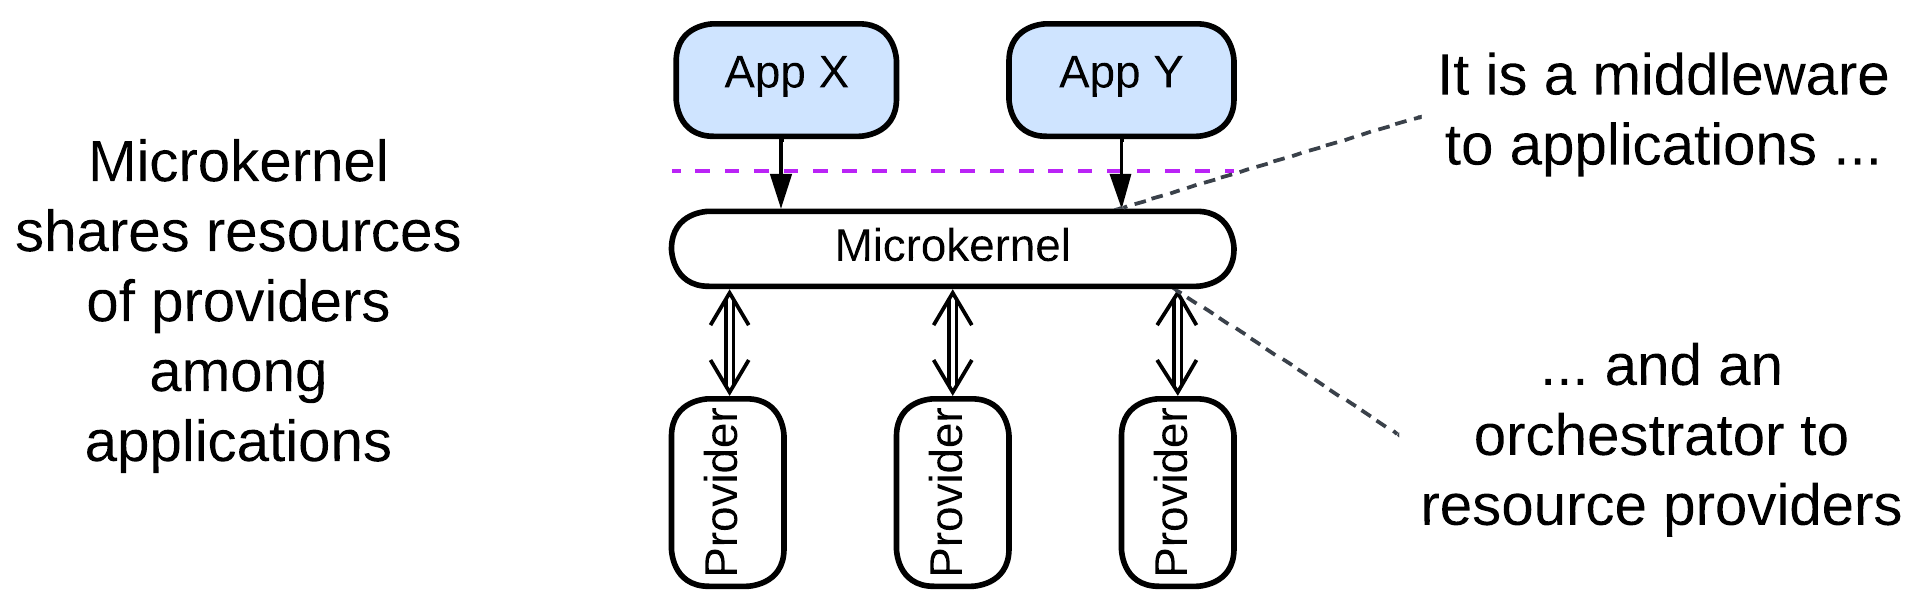 Microkernel
shares resources
of providers
among
applications
App X
App Y
Microkernel
Provider
Provider
Provider
It is a middleware
to applications ...
... and an
orchestrator to
resource providers